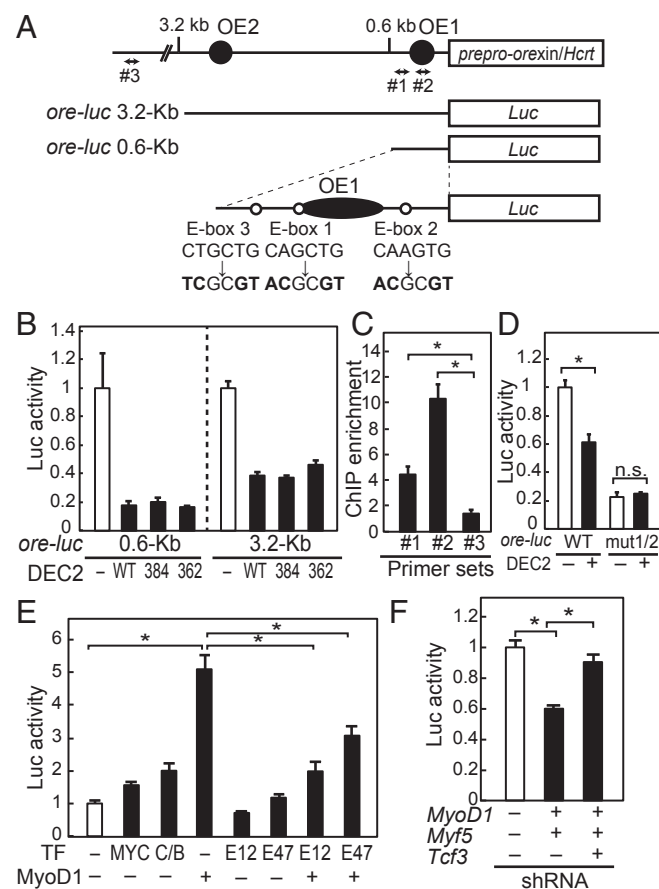 A
3.2 kb OE2 0.6 kb OE1
prepro-orexin/Hcrt
#3 #1 #2
ore-luc 3.2-Kb Luc
ore-luc 0.6-Kb Luc
OE1
Luc
E-box 3 E-box 1 E-box 2
CTGCTG CAGCTG CAAGTG
↓ ↓ ↓
TCGCGT ACGCGT ACGCGT
B
Luc activity
1.4
1.2
1
0.8
0.6
0.4
0.2
0
ore-luc 0.6-Kb 3.2-Kb
DEC2 – WT 384 362 – WT 384 362
C
ChIP enrichment
14
12
10
8
6
4
2
0
*
*
#1 #2 #3
Primer sets
D
Luc activity
1.4
1.2
1
0.8
0.6
0.4
0.2
0
*
n.s.
ore-luc WT mut1/2
DEC2 – + – +
E
Luc activity
7
6
5
4
3
2
1
0
* *
*
TF – MYC C/B – E12 E47 E12 E47
MyoD1 – – – + – – + +
F
Luc activity
1.4
1.2
1
0.8
0.6
0.4
0.2
0
* *
MyoD1 – + +
Myf5 – + +
Tcf3 – – +
shRNA